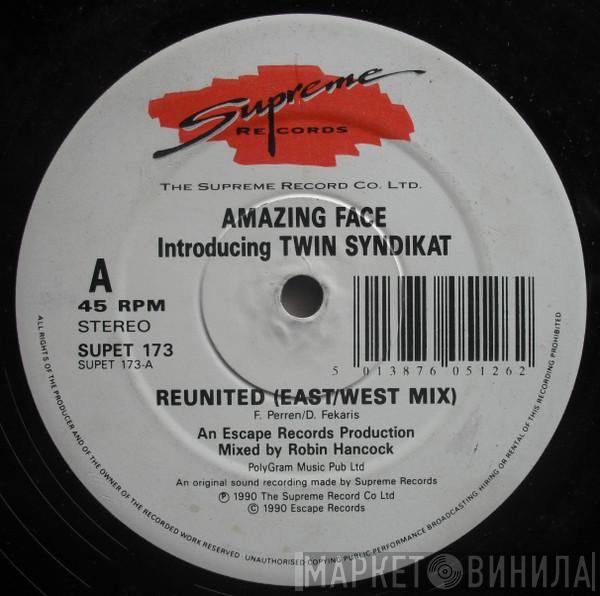 Supreme
RECORDS
THE SUPREME RECORD CO. LTD.
AMAZING FACE
Introducing TWIN SYNDIKAT
A
45 RPM
STEREO
SUPET 173
SUPET 173-A
5 013876 051262
REUNITED (EAST/WEST MIX)
F. Perren/D. Fekaris
An Escape Records Production
Mixed by Robin Hancock
PolyGram Music Pub Ltd
An original sound recording made by Supreme Records
℗ 1990 The Supreme Record Co Ltd
© 1990 Escape Records
ALL RIGHTS OF THE PRODUCER AND OF THE OWNER OF THE RECORDED WORK RESERVED. UNAUTHORISED COPYING PUBLIC PERFORMANCE BROADCASTING HIRING OR RENTAL OF THIS RECORDING PROHIBITED
МАРКЕТ ВИНИЛА